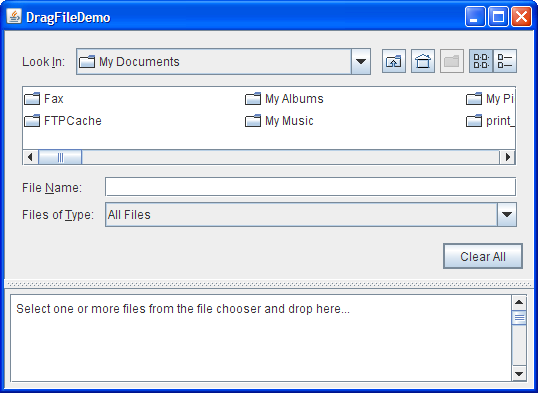 DragFileDemo
Look In: My Documents
Fax My Albums My Pi
FTPCache My Music print_
File Name:
Files of Type: All Files
Clear All
Select one or more files from the file chooser and drop here...